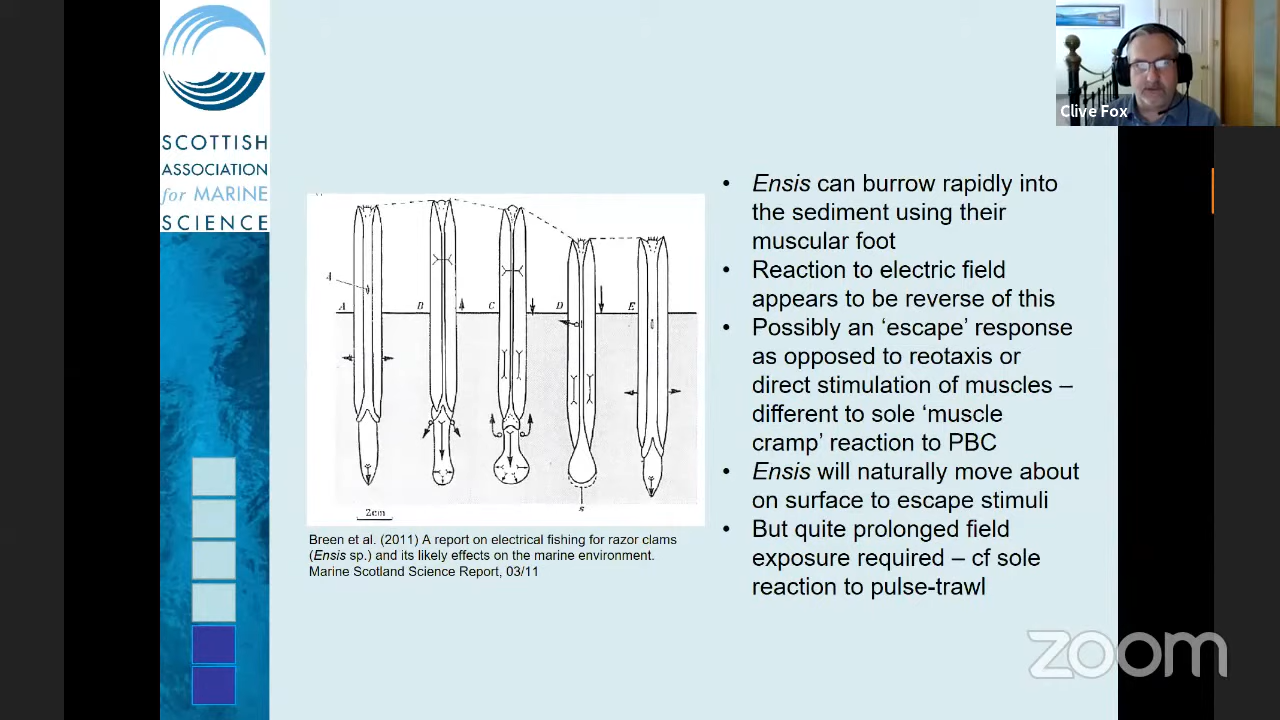 SCOTTISH
ASSOCIATION
for MARINE
SCIENCE
Clive Fox
A
A
B
C
D
E
s
2cm
Breen et al. (2011) A report on electrical fishing for razor clams
(Ensis sp.) and its likely effects on the marine environment.
Marine Scotland Science Report, 03/11
• Ensis can burrow rapidly into
the sediment using their
muscular foot
• Reaction to electric field
appears to be reverse of this
• Possibly an ‘escape’ response
as opposed to reotaxis or
direct stimulation of muscles –
different to sole ‘muscle
cramp’ reaction to PBC
• Ensis will naturally move about
on surface to escape stimuli
• But quite prolonged field
exposure required – cf sole
reaction to pulse-trawl
zoom